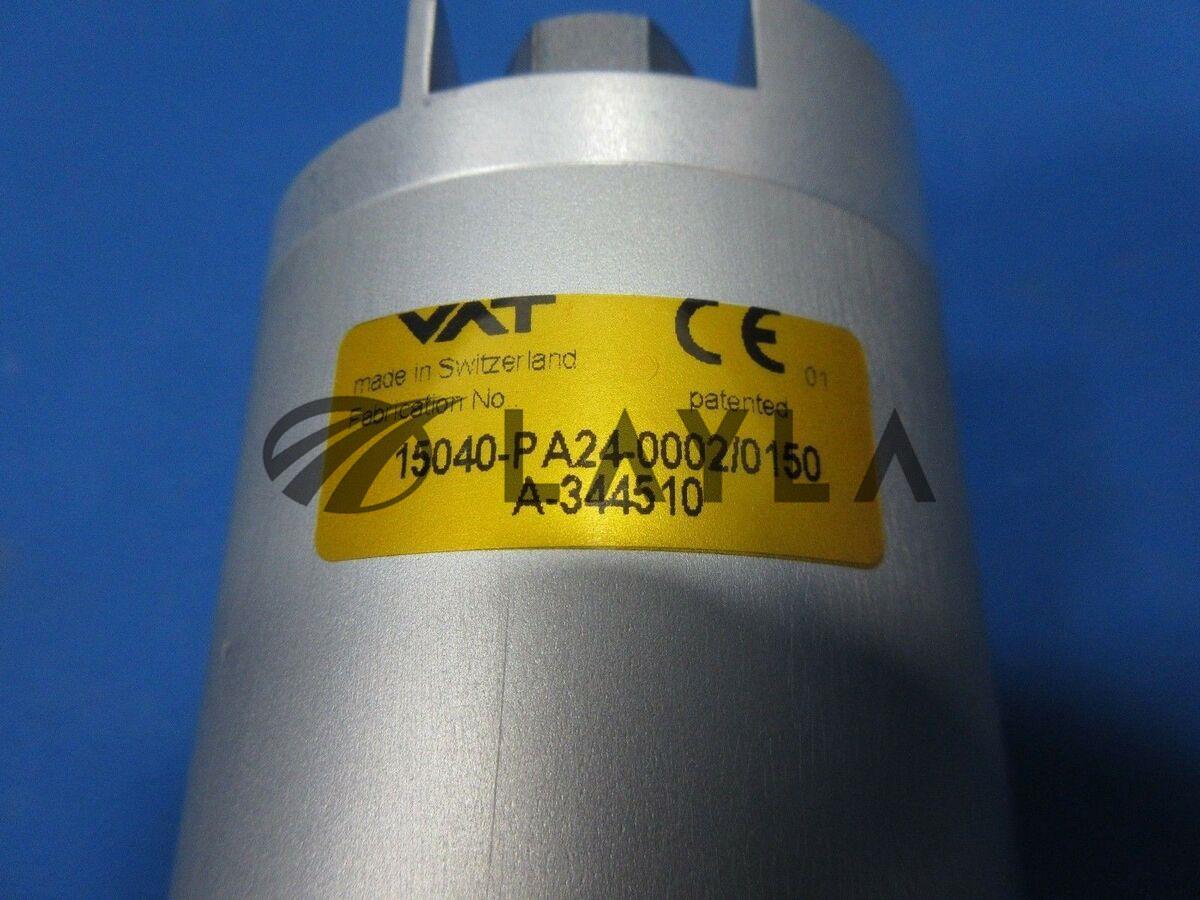 VAT CE
made in Switzerland 01
Fabrication No patented
15040-PA24-0002/0150
A-344510
LAYLA